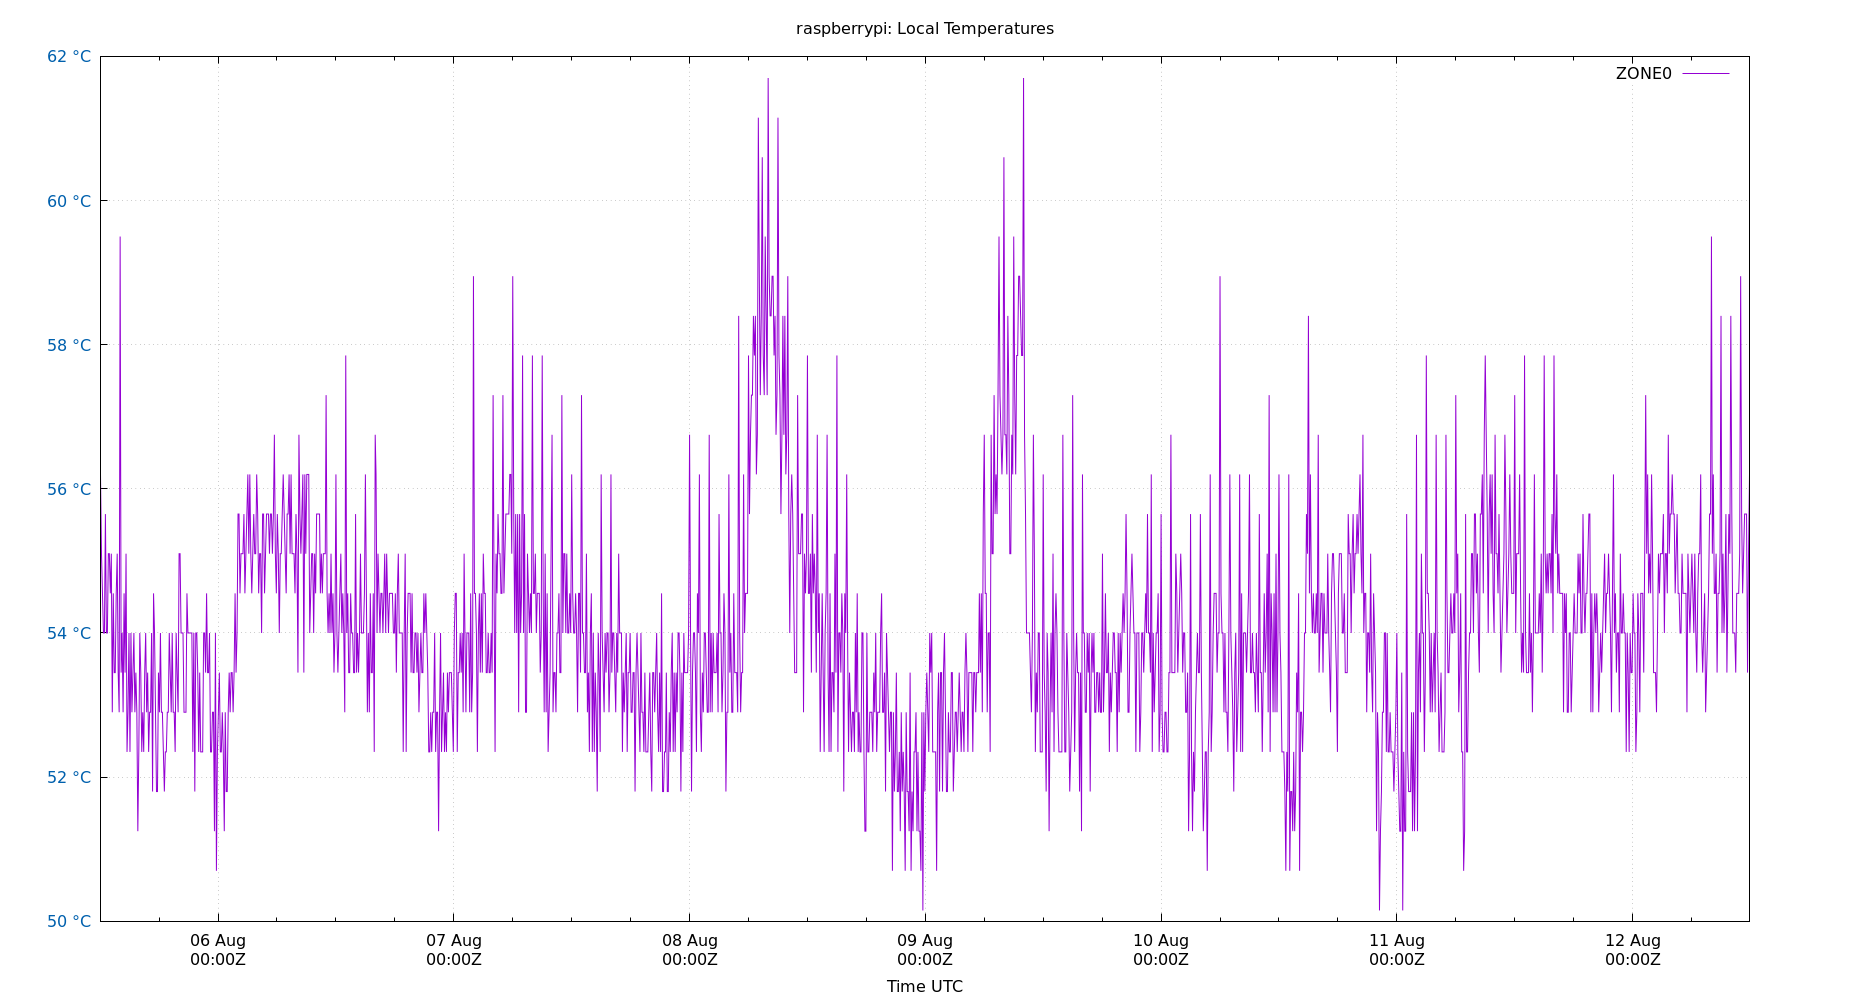 raspberrypi: Local Temperatures
ZONE0
62 °C
60 °C
58 °C
56 °C
54 °C
52 °C
50 °C
06 Aug
00:00Z
07 Aug
00:00Z
08 Aug
00:00Z
09 Aug
00:00Z
10 Aug
00:00Z
11 Aug
00:00Z
12 Aug
00:00Z
Time UTC